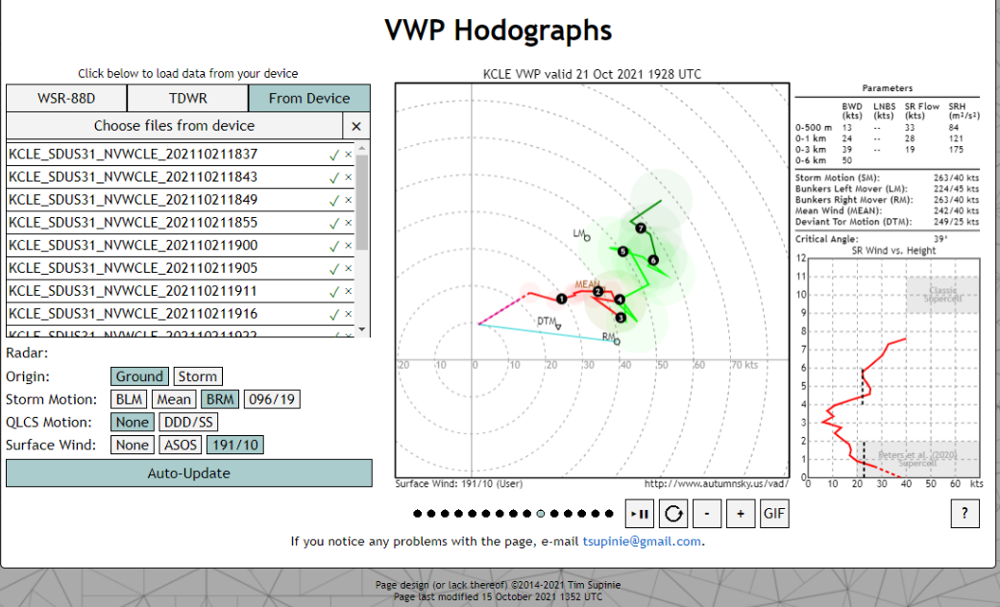 VWP Hodographs
Click below to load data from your device
WSR-88D TDWR From Device
Choose files from device ×
KCLE_SDUS31_NVWCLE_202110211837 ✓ ×
KCLE_SDUS31_NVWCLE_202110211843 ✓ ×
KCLE_SDUS31_NVWCLE_202110211849 ✓ ×
KCLE_SDUS31_NVWCLE_202110211855 ✓ ×
KCLE_SDUS31_NVWCLE_202110211900 ✓ ×
KCLE_SDUS31_NVWCLE_202110211905 ✓ ×
KCLE_SDUS31_NVWCLE_202110211911 ✓ ×
KCLE_SDUS31_NVWCLE_202110211916 ✓ ×
Radar:
Origin: Ground Storm
Storm Motion: BLM Mean BRM 096/19
QLCS Motion: None DDD/SS
Surface Wind: None ASOS 191/10
Auto-Update
KCLE VWP valid 21 Oct 2021 1928 UTC
LM
7
5
6
MEAN
1
2
4
3
DTM
RM
20 10 0 10 20 30 40 50 60 70 kts
Surface Wind: 191/10 (User) http://www.autumnsky.us/vad/
Parameters
BWD LNBS SR Flow SRH
(kts) (kts) (kts) (m²/s²)
0-500 m 13 -- 33 84
0-1 km 24 -- 28 121
0-3 km 39 -- 19 175
0-6 km 50
Storm Motion (SM): 263/40 kts
Bunkers Left Mover (LM): 224/45 kts
Bunkers Right Mover (RM): 263/40 kts
Mean Wind (MEAN): 242/40 kts
Deviant Tor Motion (DTM): 249/25 kts
Critical Angle: 39°
SR Wind vs. Height
12
11
10
9
8
7
6
5
4
3
2
1
0
Classic
Supercell
Peters et al. (2020)
Supercell
0 10 20 30 40 50 60 kts
- + GIF ?
If you notice any problems with the page, e-mail tsupinie@gmail.com.
Page design (or lack thereof) ©2014-2021 Tim Supinie
Page last modified 15 October 2021 1352 UTC